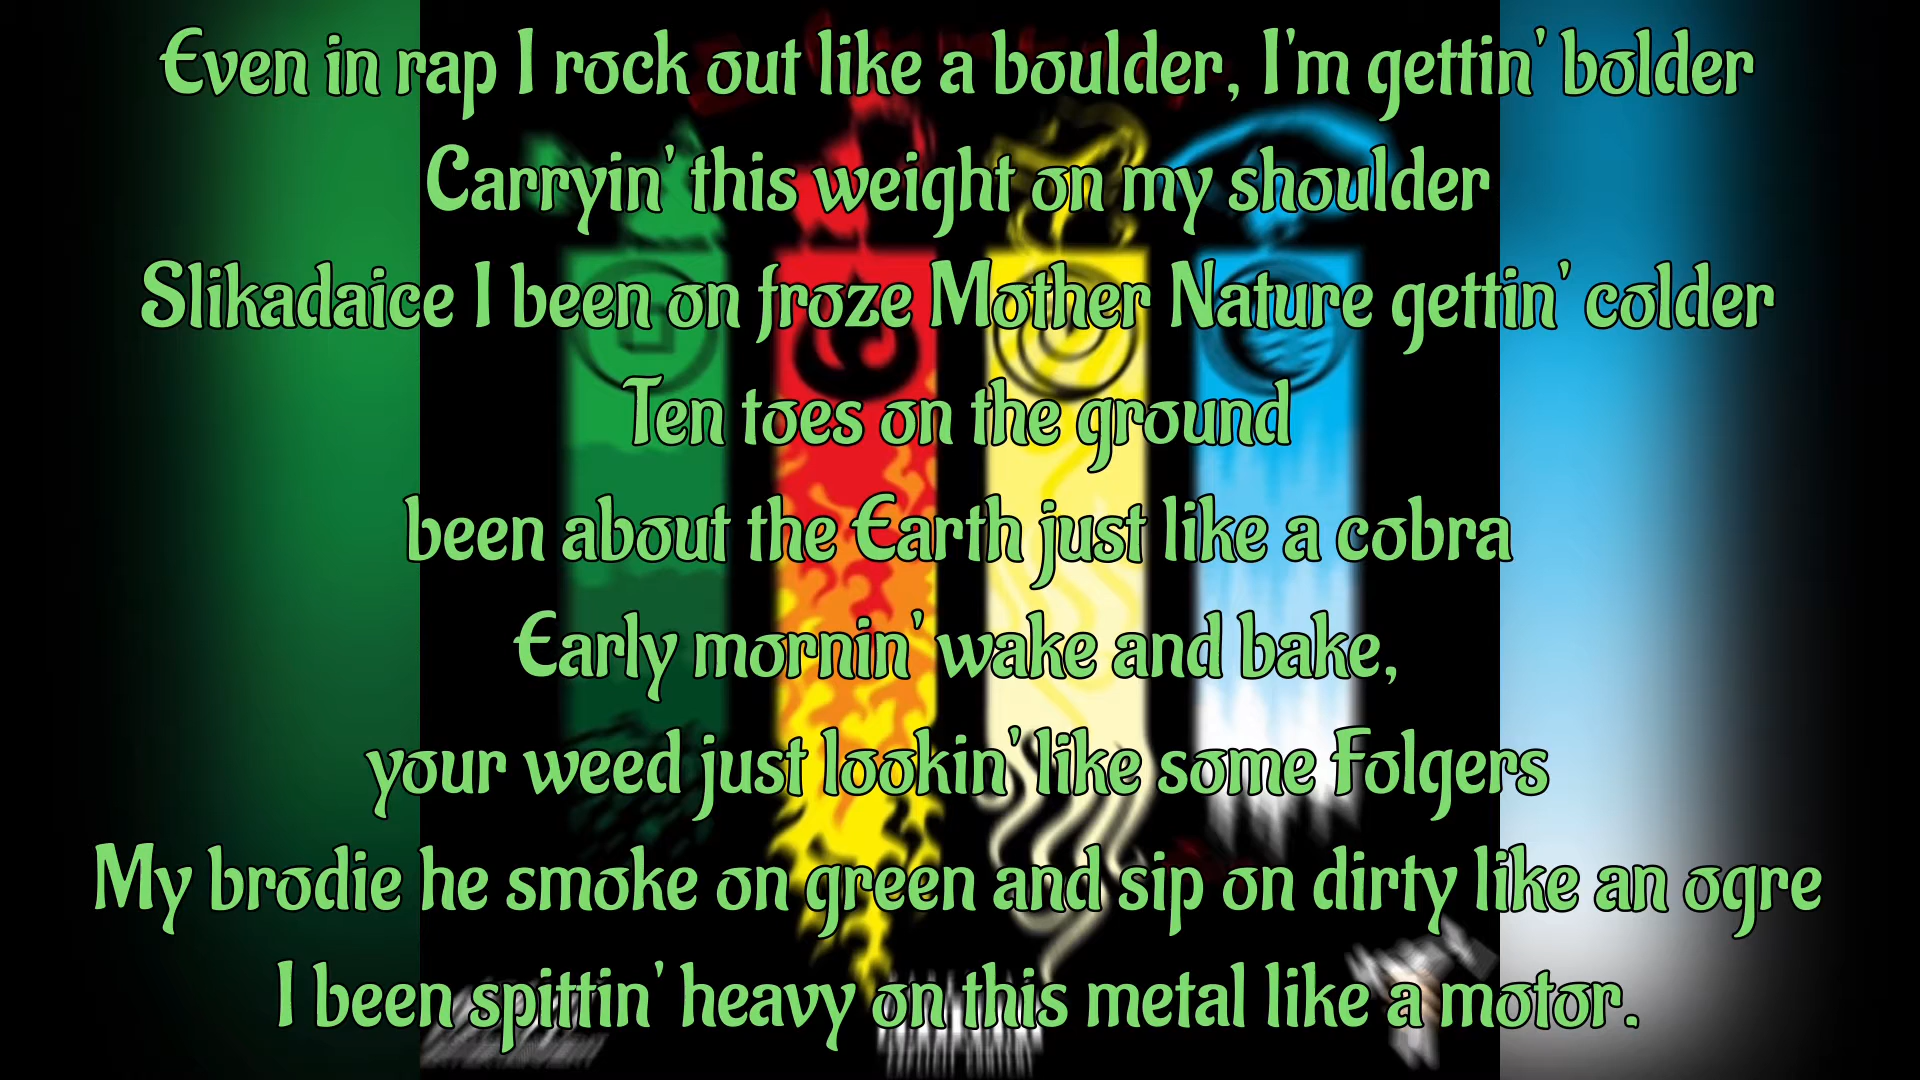 Even in rap I rock out like a boulder, I'm gettin' bolder
Carryin' this weight on my shoulder
Slikadaice I been on froze Mother Nature gettin' colder
Ten toes on the ground
been about the Earth just like a cobra
Early mornin' wake and bake,
your weed just lookin' like some Folgers
My brodie he smoke on green and sip on dirty like an ogre
I been spittin' heavy on this metal like a motor.